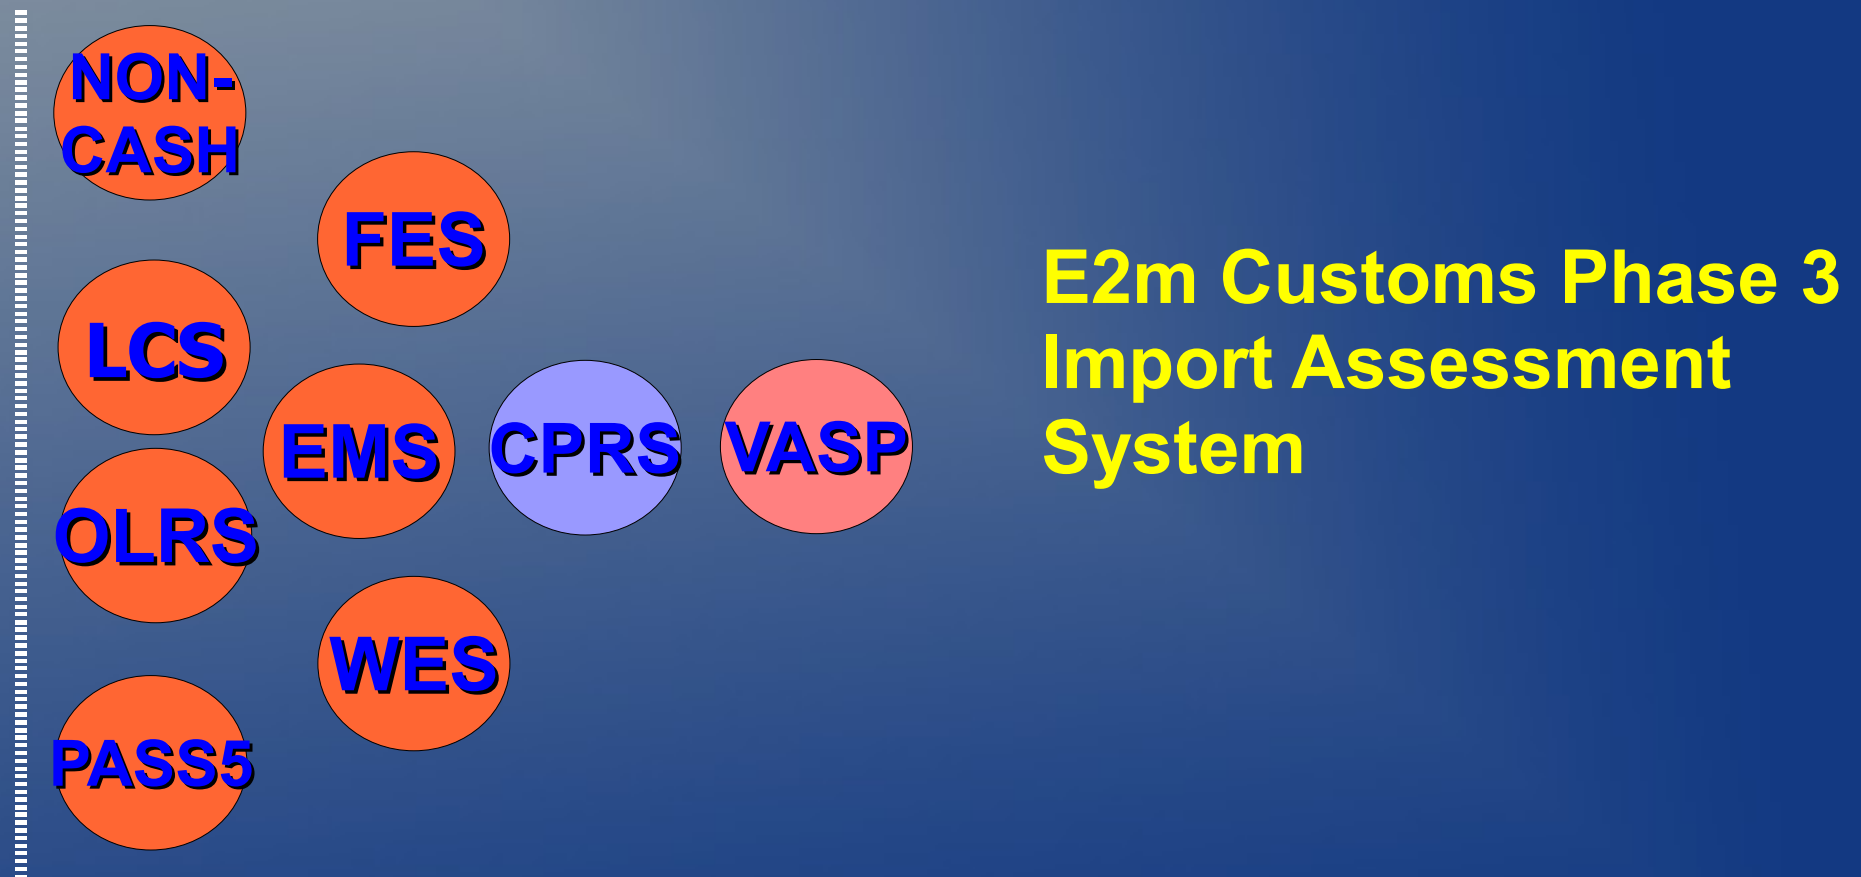 NON-
CASH
FES
LCS
EMS
CPRS
VASP
OLRS
WES
PASS5
E2m Customs Phase 3
Import Assessment
System